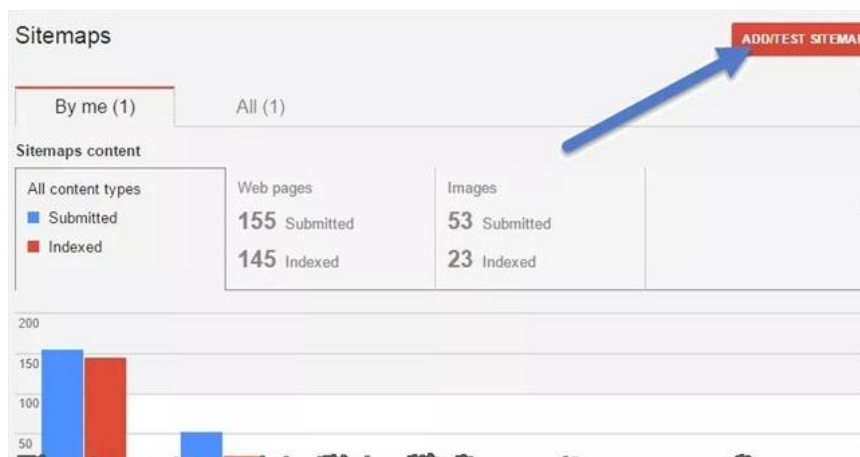 Sitemaps
ADD/TEST SITEMAP
By me (1)
All (1)
Sitemaps content
All content types
Submitted
Indexed
Web pages
155 Submitted
145 Indexed
Images
53 Submitted
23 Indexed
200
150
100
50